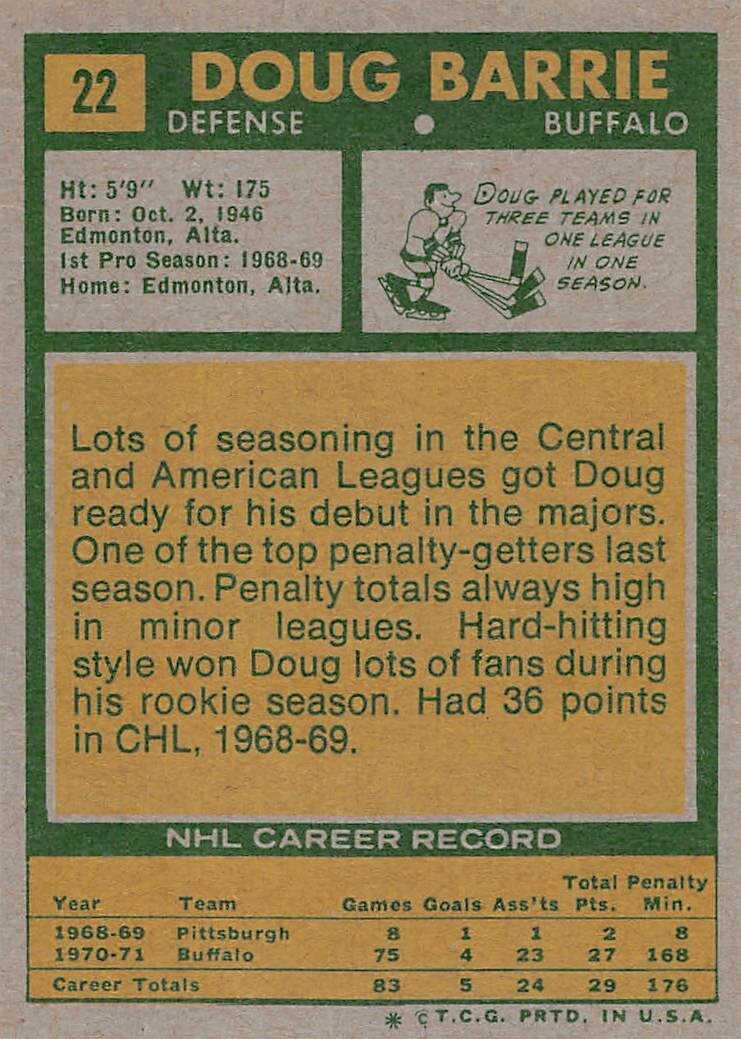 22
DOUG BARRIE
DEFENSE • BUFFALO
Ht: 5'9″ Wt: 175
Born: Oct. 2, 1946
Edmonton, Alta.
1st Pro Season: 1968-69
Home: Edmonton, Alta.
DOUG PLAYED FOR
THREE TEAMS IN
ONE LEAGUE
IN ONE
SEASON.
Lots of seasoning in the Central
and American Leagues got Doug
ready for his debut in the majors.
One of the top penalty-getters last
season. Penalty totals always high
in minor leagues. Hard-hitting
style won Doug lots of fans during
his rookie season. Had 36 points
in CHL, 1968-69.
NHL CAREER RECORD
Total Penalty
Year Team Games Goals Ass'ts Pts. Min.
1968-69 Pittsburgh 8 1 1 2 8
1970-71 Buffalo 75 4 23 27 168
Career Totals 83 5 24 29 176
* © T.C.G. PRTD. IN U.S.A.